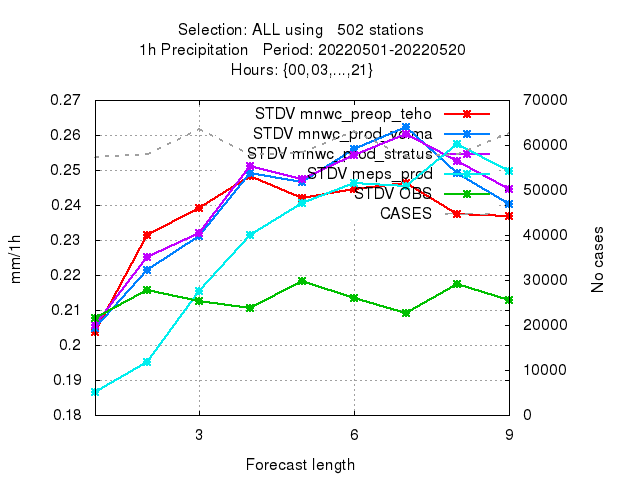 Selection: ALL using   502 stations
1h Precipitation   Period: 20220501-20220520
Hours: {00,03,...,21}
0.27
0.26
0.25
0.24
0.23
0.22
0.21
0.2
0.19
0.18
mm/1h
STDV mnwc_preop_teho
STDV mnwc_prod_voima
STDV mnwc_prod_stratus
STDV meps_prod
STDV OBS
CASES
70000
60000
50000
40000
30000
20000
10000
0
No cases
3 6 9
Forecast length